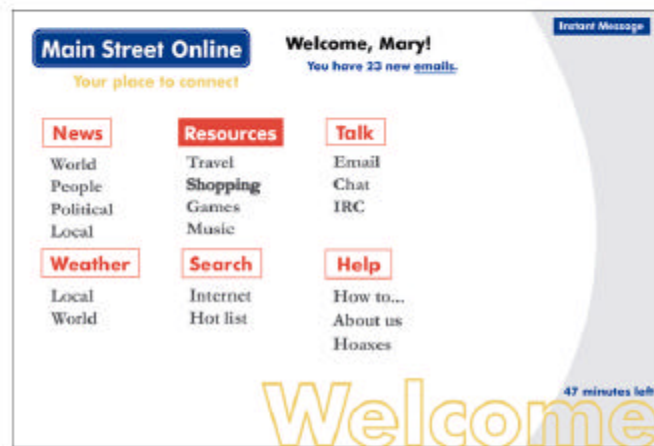 Instant Message
Main Street Online
Welcome, Mary!
You have 23 new emails.
Your place to connect
News
World
People
Political
Local
Resources
Travel
Shopping
Games
Music
Talk
Email
Chat
IRC
Weather
Local
World
Search
Internet
Hot list
Help
How to...
About us
Hoaxes
47 minutes left
Welcome